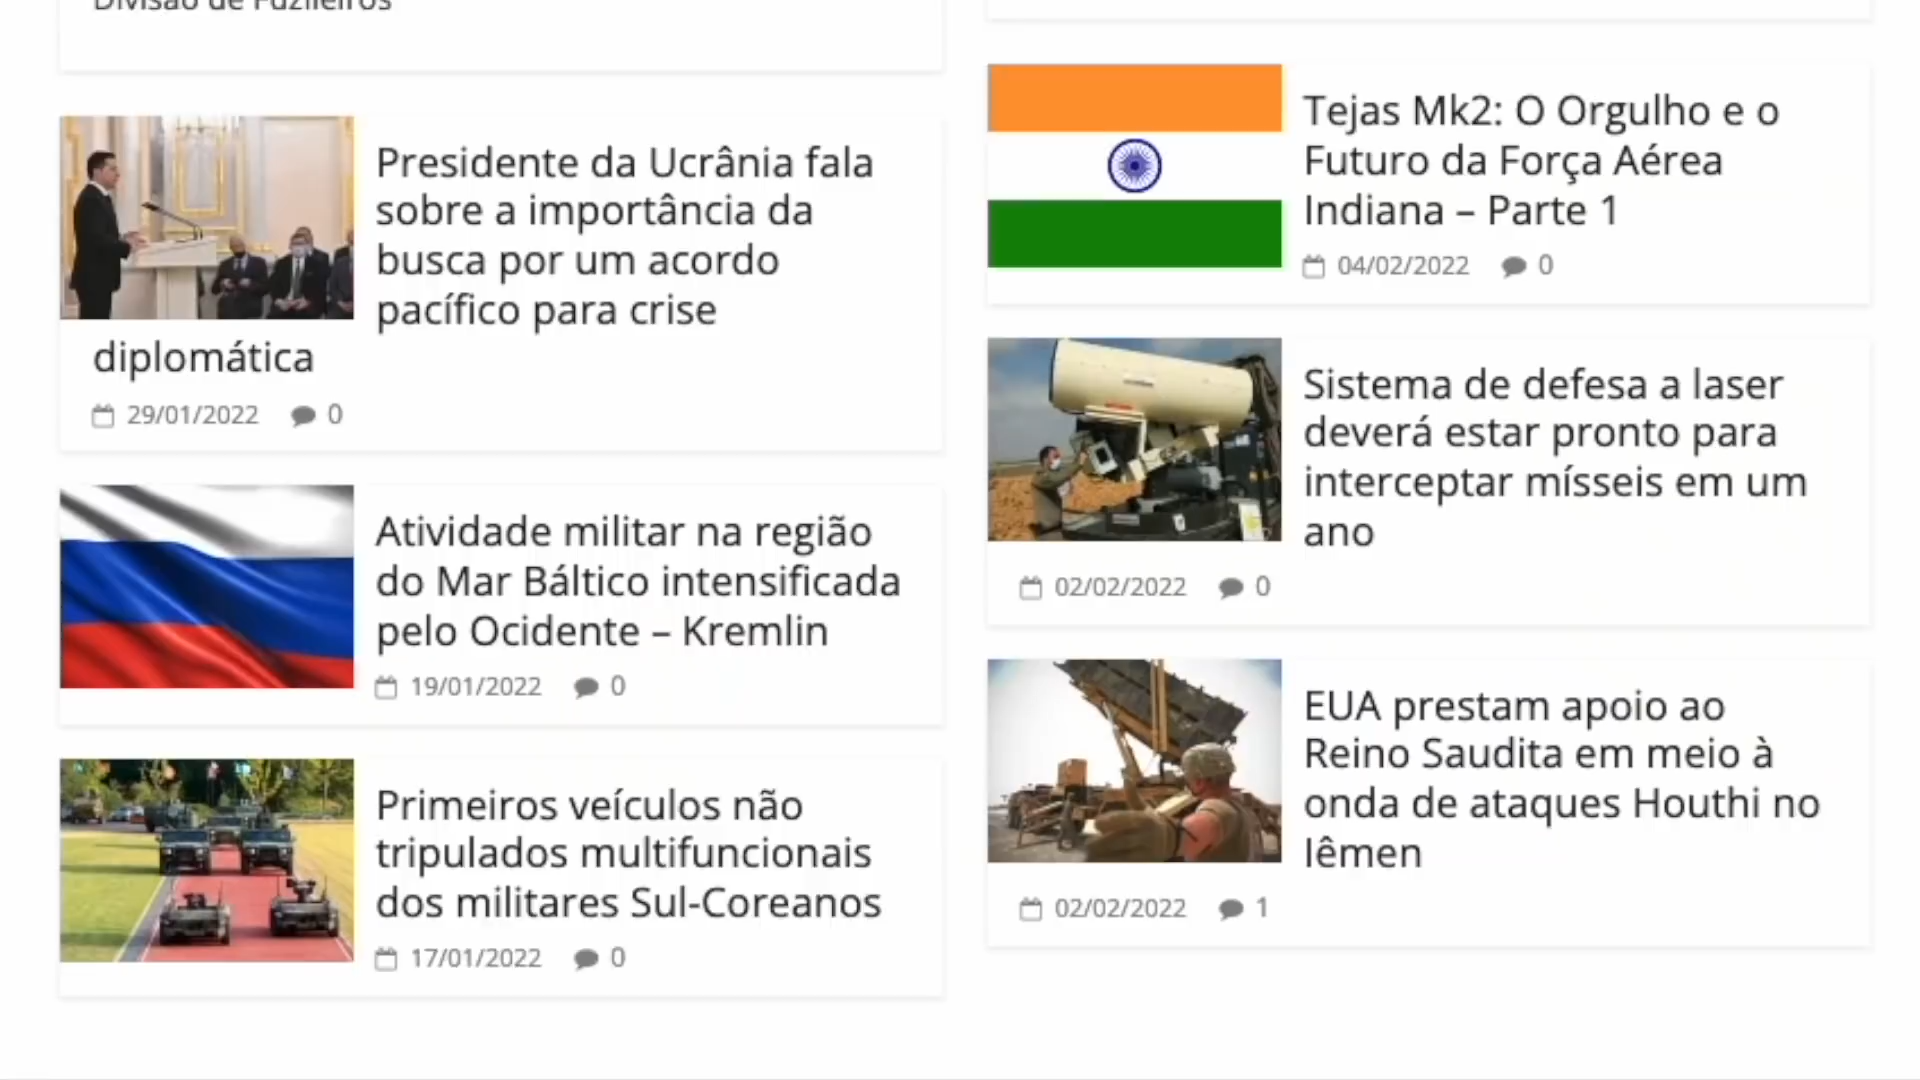 Divisão de Fuzileiros
Presidente da Ucrânia fala
sobre a importância da
busca por um acordo
pacífico para crise
diplomática
29/01/2022 0
Atividade militar na região
do Mar Báltico intensificada
pelo Ocidente – Kremlin
19/01/2022 0
Primeiros veículos não
tripulados multifuncionais
dos militares Sul-Coreanos
17/01/2022 0
Tejas Mk2: O Orgulho e o
Futuro da Força Aérea
Indiana – Parte 1
04/02/2022 0
Sistema de defesa a laser
deverá estar pronto para
interceptar mísseis em um
ano
02/02/2022 0
EUA prestam apoio ao
Reino Saudita em meio à
onda de ataques Houthi no
Iêmen
02/02/2022 1